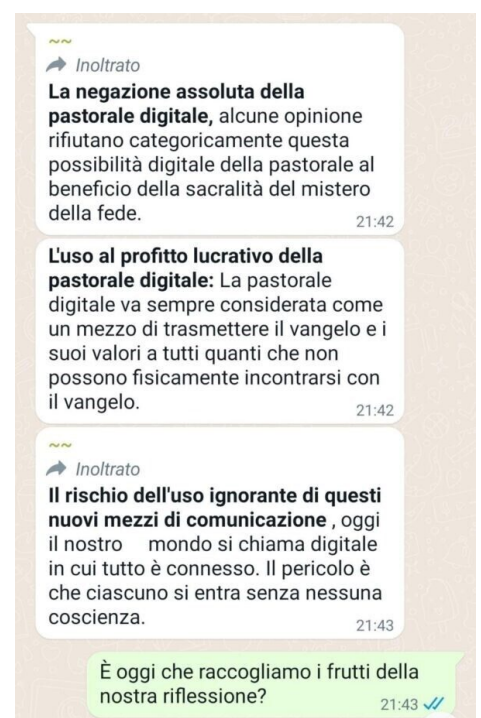 ~~
Inoltrato
La negazione assoluta della
pastorale digitale, alcune opinione
rifiutano categoricamente questa
possibilità digitale della pastorale al
beneficio della sacralità del mistero
della fede.
21:42
L'uso al profitto lucrativo della
pastorale digitale: La pastorale
digitale va sempre considerata come
un mezzo di trasmettere il vangelo e i
suoi valori a tutti quanti che non
possono fisicamente incontrarsi con
il vangelo.
21:42
~~
Inoltrato
Il rischio dell'uso ignorante di questi
nuovi mezzi di comunicazione , oggi
il nostro    mondo si chiama digitale
in cui tutto è connesso. Il pericolo è
che ciascuno si entra senza nessuna
coscienza.
21:43
È oggi che raccogliamo i frutti della
nostra riflessione?
21:43